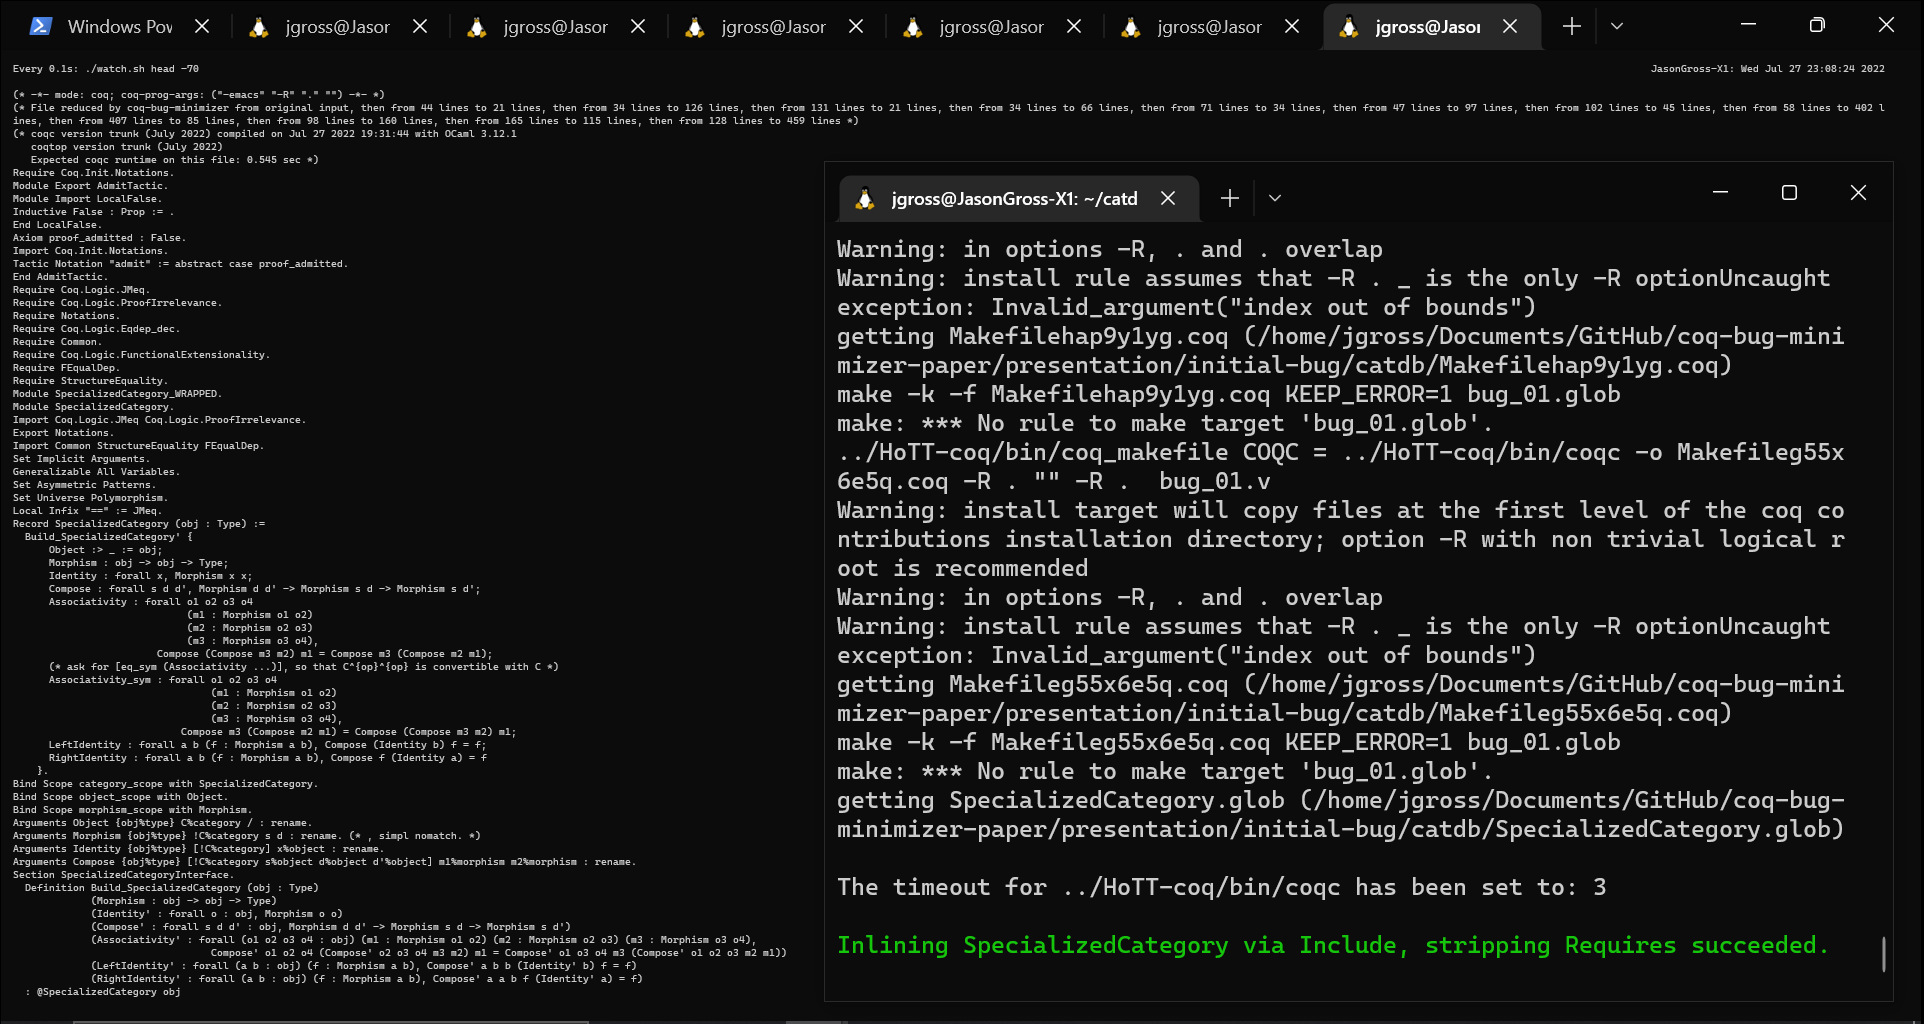 Windows Pow
jgross@Jasor
jgross@Jasor
jgross@Jasor
jgross@Jasor
jgross@Jasor
jgross@Jasor
Every 0.1s: ./watch.sh head -70
JasonGross-X1: Wed Jul 27 23:08:24 2022
(* -*- mode: coq; coq-prog-args: ("-emacs" "-R" "." "") -*- *)
(* File reduced by coq-bug-minimizer from original input, then from 44 lines to 21 lines, then from 34 lines to 126 lines, then from 131 lines to 21 lines, then from 34 lines to 66 lines, then from 71 lines to 34 lines, then from 47 lines to 97 lines, then from 102 lines to 45 lines, then from 58 lines to 402 l
ines, then from 407 lines to 85 lines, then from 98 lines to 160 lines, then from 165 lines to 115 lines, then from 128 lines to 459 lines *)
(* coqc version trunk (July 2022) compiled on Jul 27 2022 19:31:44 with OCaml 3.12.1
coqtop version trunk (July 2022)
Expected coqc runtime on this file: 0.545 sec *)
Require Coq.Init.Notations.
Module Export AdmitTactic.
Module Import LocalFalse.
Inductive False : Prop := .
End LocalFalse.
Axiom proof_admitted : False.
Import Coq.Init.Notations.
Tactic Notation "admit" := abstract case proof_admitted.
End AdmitTactic.
Require Coq.Logic.JMeq.
Require Coq.Logic.ProofIrrelevance.
Require Notations.
Require Coq.Logic.Eqdep_dec.
Require Common.
Require Coq.Logic.FunctionalExtensionality.
Require FEqualDep.
Require StructureEquality.
Module SpecializedCategory_WRAPPED.
Module SpecializedCategory.
Import Coq.Logic.JMeq Coq.Logic.ProofIrrelevance.
Export Notations.
Import Common StructureEquality FEqualDep.
Set Implicit Arguments.
Generalizable All Variables.
Set Asymmetric Patterns.
Set Universe Polymorphism.
Local Infix "==" := JMeq.
Record SpecializedCategory (obj : Type) :=
Build_SpecializedCategory' {
Object :> _ := obj;
Morphism : obj -> obj -> Type;
Identity : forall x, Morphism x x;
Compose : forall s d d', Morphism d d' -> Morphism s d -> Morphism s d';
Associativity : forall o1 o2 o3 o4
(m1 : Morphism o1 o2)
(m2 : Morphism o2 o3)
(m3 : Morphism o3 o4),
Compose (Compose m3 m2) m1 = Compose m3 (Compose m2 m1);
(* ask for [eq_sym (Associativity ...)], so that C^{op}^{op} is convertible with C *)
Associativity_sym : forall o1 o2 o3 o4
(m1 : Morphism o1 o2)
(m2 : Morphism o2 o3)
(m3 : Morphism o3 o4),
Compose m3 (Compose m2 m1) = Compose (Compose m3 m2) m1;
LeftIdentity : forall a b (f : Morphism a b), Compose (Identity b) f = f;
RightIdentity : forall a b (f : Morphism a b), Compose f (Identity a) = f
}.
Bind Scope category_scope with SpecializedCategory.
Bind Scope object_scope with Object.
Bind Scope morphism_scope with Morphism.
Arguments Object {obj%type} C%category / : rename.
Arguments Morphism {obj%type} !C%category s d : rename. (* , simpl nomatch. *)
Arguments Identity {obj%type} [!C%category] x%object : rename.
Arguments Compose {obj%type} [!C%category s%object d%object d'%object] m1%morphism m2%morphism : rename.
Section SpecializedCategoryInterface.
Definition Build_SpecializedCategory (obj : Type)
(Morphism : obj -> obj -> Type)
(Identity' : forall o : obj, Morphism o o)
(Compose' : forall s d d' : obj, Morphism d d' -> Morphism s d -> Morphism s d')
(Associativity' : forall (o1 o2 o3 o4 : obj) (m1 : Morphism o1 o2) (m2 : Morphism o2 o3) (m3 : Morphism o3 o4),
Compose' o1 o2 o4 (Compose' o2 o3 o4 m3 m2) m1 = Compose' o1 o3 o4 m3 (Compose' o1 o2 o3 m2 m1))
(LeftIdentity' : forall (a b : obj) (f : Morphism a b), Compose' a b b (Identity' b) f = f)
(RightIdentity' : forall (a b : obj) (f : Morphism a b), Compose' a a b f (Identity' a) = f)
: @SpecializedCategory obj
jgross@JasonGross-X1: ~/catd
Warning: in options -R, . and . overlap
Warning: install rule assumes that -R . _ is the only -R optionUncaught
exception: Invalid_argument("index out of bounds")
getting Makefilehap9y1yg.coq (/home/jgross/Documents/GitHub/coq-bug-mini
mizer-paper/presentation/initial-bug/catdb/Makefilehap9y1yg.coq)
make -k -f Makefilehap9y1yg.coq KEEP_ERROR=1 bug_01.glob
make: *** No rule to make target 'bug_01.glob'.
../HoTT-coq/bin/coq_makefile COQC = ../HoTT-coq/bin/coqc -o Makefileg55x
6e5q.coq -R . "" -R .  bug_01.v
Warning: install target will copy files at the first level of the coq co
ntributions installation directory; option -R with non trivial logical r
oot is recommended
Warning: in options -R, . and . overlap
Warning: install rule assumes that -R . _ is the only -R optionUncaught
exception: Invalid_argument("index out of bounds")
getting Makefileg55x6e5q.coq (/home/jgross/Documents/GitHub/coq-bug-mini
mizer-paper/presentation/initial-bug/catdb/Makefileg55x6e5q.coq)
make -k -f Makefileg55x6e5q.coq KEEP_ERROR=1 bug_01.glob
make: *** No rule to make target 'bug_01.glob'.
getting SpecializedCategory.glob (/home/jgross/Documents/GitHub/coq-bug-
minimizer-paper/presentation/initial-bug/catdb/SpecializedCategory.glob)
The timeout for ../HoTT-coq/bin/coqc has been set to: 3
Inlining SpecializedCategory via Include, stripping Requires succeeded.